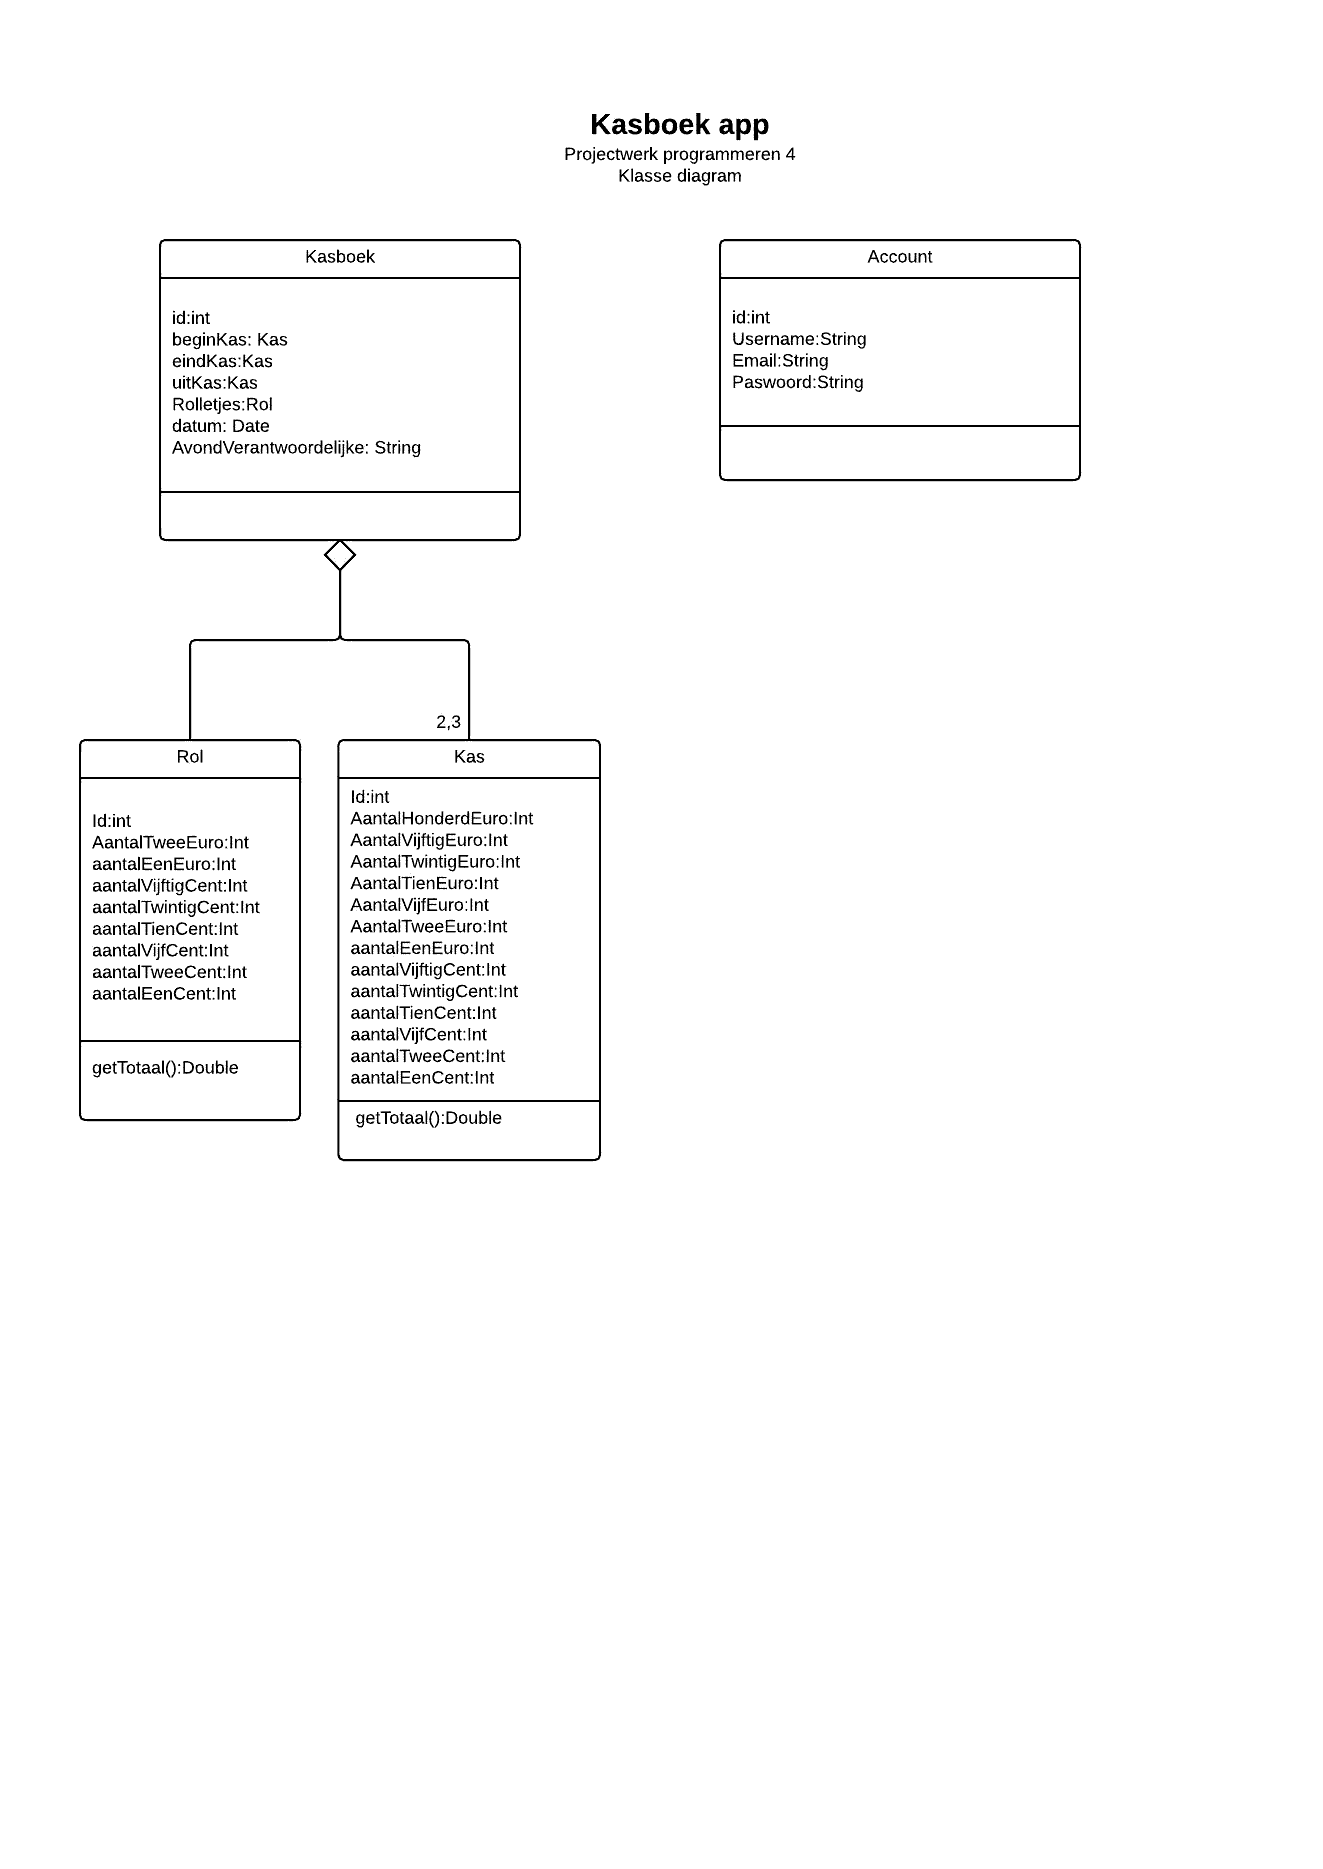 Kasboek app
Projectwerk programmeren 4
Klasse diagram
Kasboek
id:int
beginKas: Kas
eindKas:Kas
uitKas:Kas
Rolletjes:Rol
datum: Date
AvondVerantwoordelijke: String
Account
id:int
Username:String
Email:String
Paswoord:String
2,3
Rol
Id:int
AantalTweeEuro:Int
aantalEenEuro:Int
aantalVijftigCent:Int
aantalTwintigCent:Int
aantalTienCent:Int
aantalVijfCent:Int
aantalTweeCent:Int
aantalEenCent:Int
getTotaal():Double
Kas
Id:int
AantalHonderdEuro:Int
AantalVijftigEuro:Int
AantalTwintigEuro:Int
AantalTienEuro:Int
AantalVijfEuro:Int
AantalTweeEuro:Int
aantalEenEuro:Int
aantalVijftigCent:Int
aantalTwintigCent:Int
aantalTienCent:Int
aantalVijfCent:Int
aantalTweeCent:Int
aantalEenCent:Int
getTotaal():Double